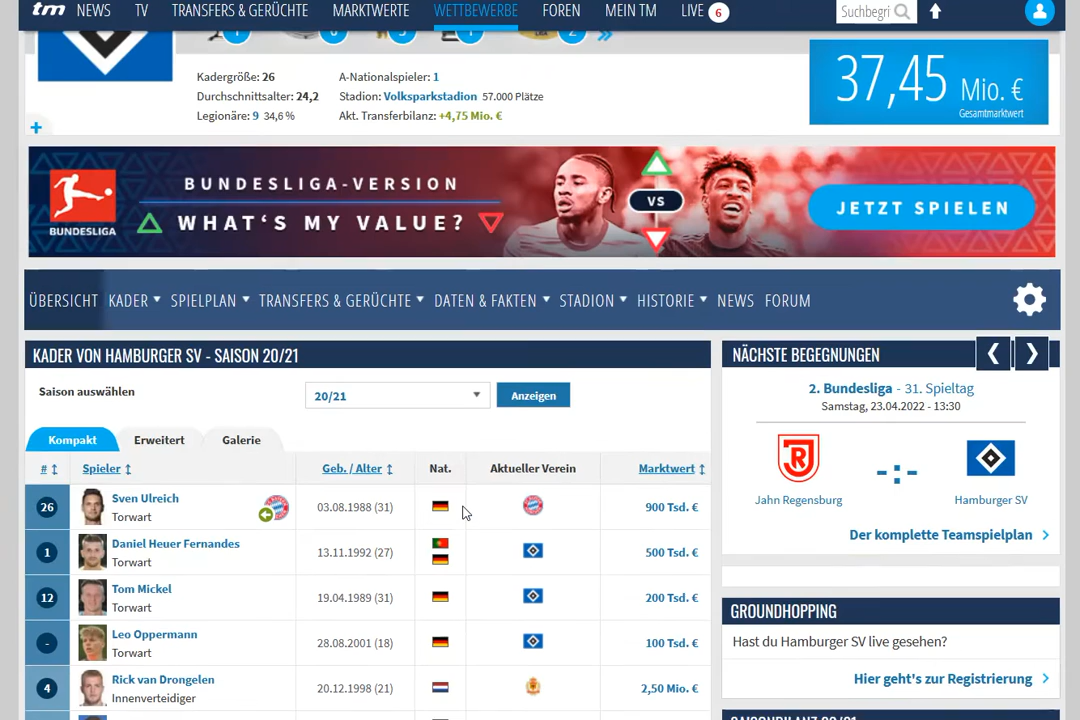 tm NEWS TV TRANSFERS & GERÜCHTE MARKTWERTE WETTBEWERBE FOREN MEIN TM LIVE 6 Suchbegri
Kadergröße: 26 A-Nationalspieler: 1
Durchschnittsalter: 24,2 Stadion: Volksparkstadion 57.000 Plätze
Legionäre: 9 34,6 % Akt. Transferbilanz: +4,75 Mio. €
37,45 Mio. €
Gesamtmarktwert
+
BUNDESLIGA
BUNDESLIGA-VERSION
WHAT'S MY VALUE?
VS
JETZT SPIELEN
ÜBERSICHT KADER SPIELPLAN TRANSFERS & GERÜCHTE DATEN & FAKTEN STADION HISTORIE NEWS FORUM
KADER VON HAMBURGER SV - SAISON 20/21
Saison auswählen 20/21 Anzeigen
Kompakt Erweitert Galerie
# Spieler Geb. / Alter Nat. Aktueller Verein Marktwert
26 Sven Ulreich 03.08.1988 (31) 900 Tsd. €
Torwart
1 Daniel Heuer Fernandes 13.11.1992 (27) 500 Tsd. €
Torwart
12 Tom Mickel 19.04.1989 (31) 200 Tsd. €
Torwart
- Leo Oppermann 28.08.2001 (18) 100 Tsd. €
Torwart
4 Rick van Drongelen 20.12.1998 (21) 2,50 Mio. €
Innenverteidiger
NÄCHSTE BEGEGNUNGEN
2. Bundesliga - 31. Spieltag
Samstag, 23.04.2022 - 13:30
-:-
Jahn Regensburg Hamburger SV
Der komplette Teamspielplan
GROUNDHOPPING
Hast du Hamburger SV live gesehen?
Hier geht's zur Registrierung